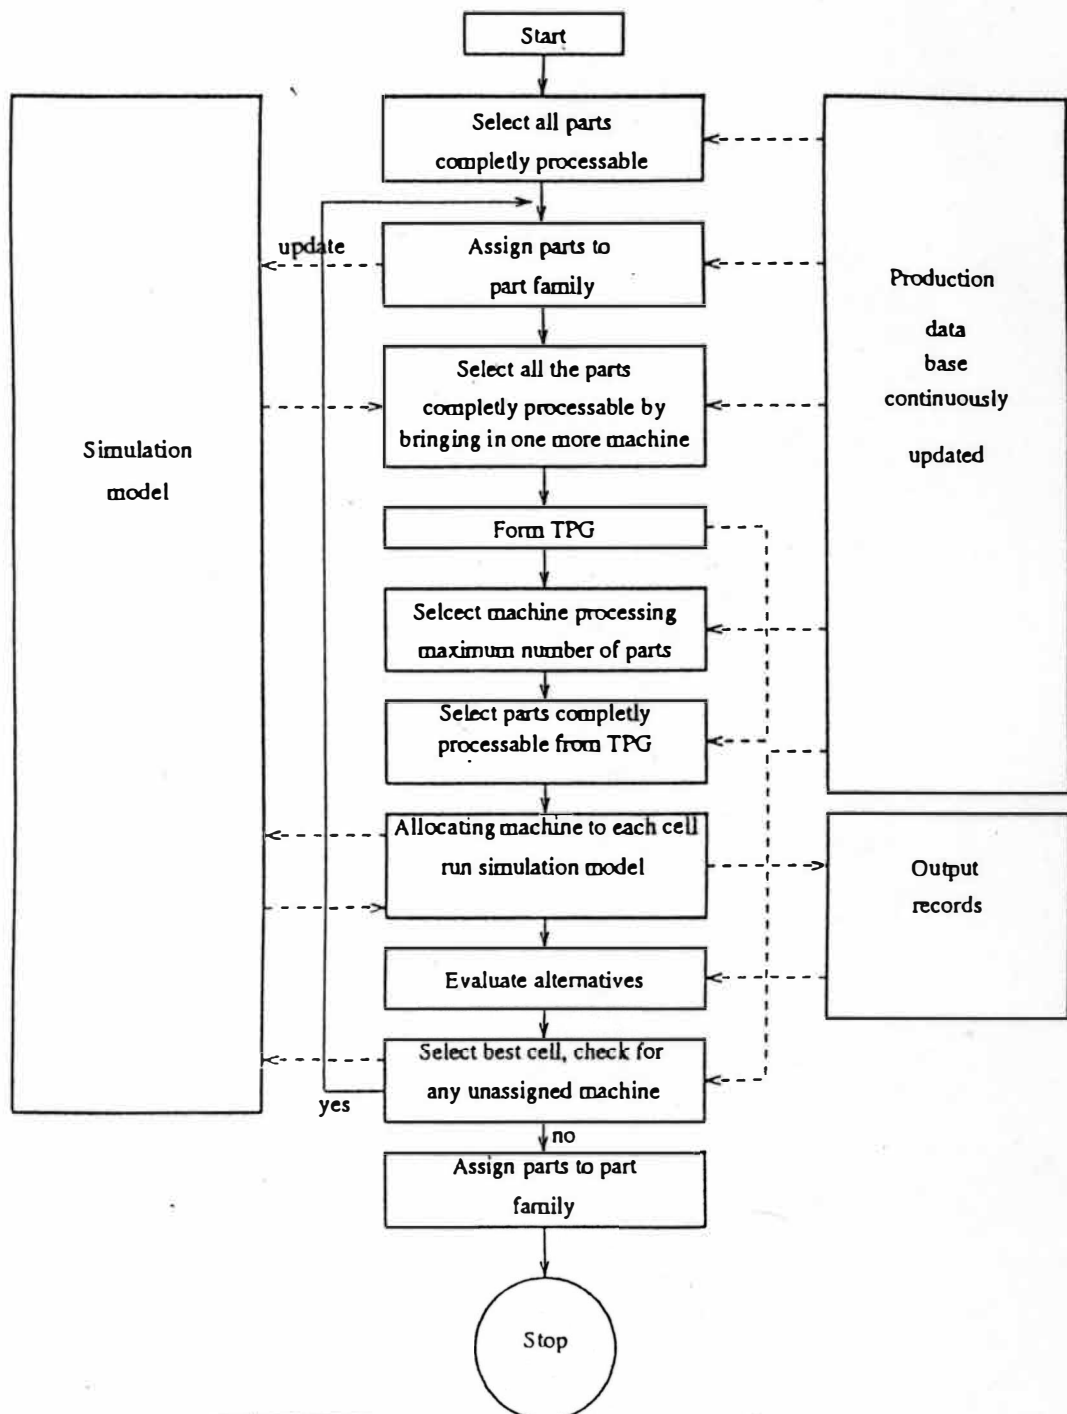 Start
Select all parts
completly processable
update
Assign parts to
part family
Select all the parts
completly processable by
bringing in one more machine
Form TPG
Selcect machine processing
maximum number of parts
Select parts completly
processable from TPG
Allocating machine to each cell
run simulation model
Evaluate alternatives
Select best cell, check for
any unassigned machine
yes
no
Assign parts to part
family
Stop
Simulation
model
Production
data
base
continuously
updated
Output
records